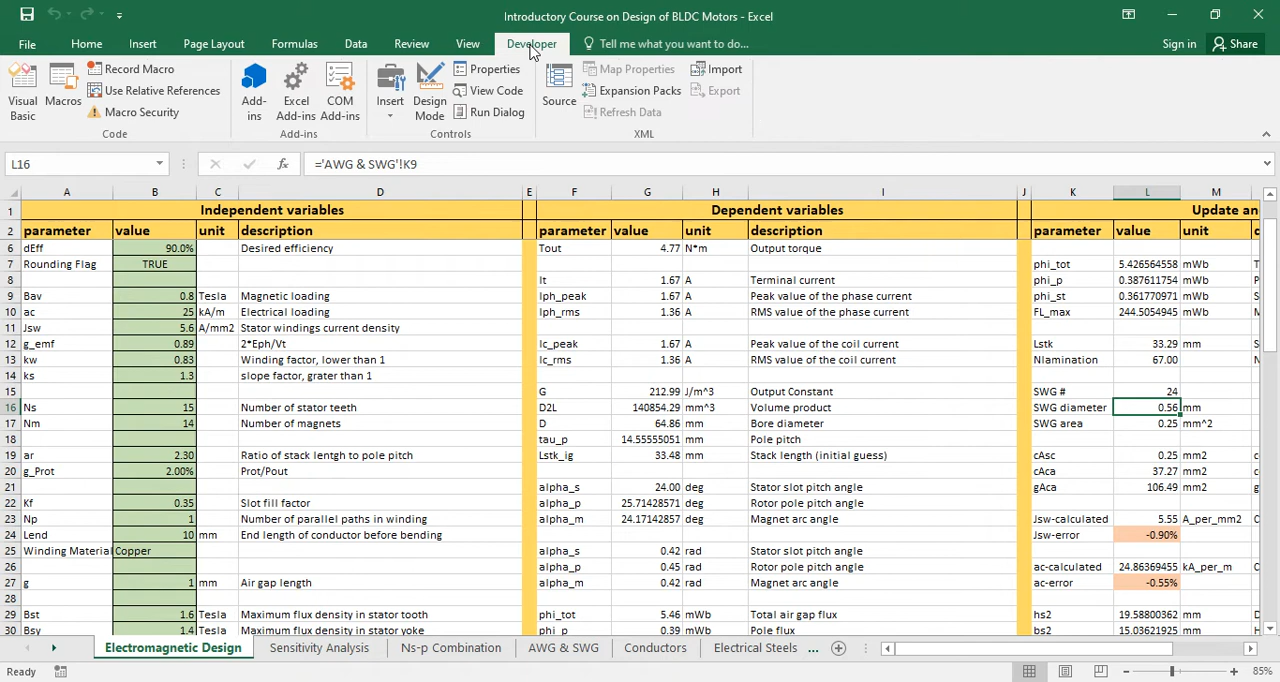 Introductory Course on Design of BLDC Motors - Excel
File Home Insert Page Layout Formulas Data Review View Developer Tell me what you want to do... Sign in Share
Visual Basic
Macros
Record Macro
Use Relative References
Macro Security
Code
Add-ins
Excel Add-ins
COM Add-ins
Add-ins
Insert
Design Mode
Properties
View Code
Run Dialog
Controls
Source
Map Properties
Expansion Packs
Refresh Data
Import
Export
XML
L16 fx ='AWG & SWG'!K9
A B C D E F G H I J K L M
1 Independent variables Dependent variables Update an
2 parameter value unit description parameter value unit description parameter value unit
6 dEff 90.0% Desired efficiency Tout 4.77 N*m Output torque
7 Rounding Flag TRUE phi_tot 5.426564558 mWb
8 It 1.67 A Terminal current phi_p 0.387611754 mWb
9 Bav 0.8 Tesla Magnetic loading Iph_peak 1.67 A Peak value of the phase current phi_st 0.361770971 mWb
10 ac 25 kA/m Electrical loading Iph_rms 1.36 A RMS value of the phase current FL_max 244.5054945 mWb
11 Jsw 5.6 A/mm2 Stator windings current density
12 g_emf 0.89 2*Eph/Vt Ic_peak 1.67 A Peak value of the coil current Lstk 33.29 mm
13 kw 0.83 Winding factor, lower than 1 Ic_rms 1.36 A RMS value of the coil current Nlamination 67.00
14 ks 1.3 slope factor, grater than 1
15 G 212.99 J/m^3 Output Constant SWG # 24
16 Ns 15 Number of stator teeth D2L 140854.29 mm^3 Volume product SWG diameter 0.56 mm
17 Nm 14 Number of magnets D 64.86 mm Bore diameter SWG area 0.25 mm^2
18 tau_p 14.55555051 mm Pole pitch
19 ar 2.30 Ratio of stack length to pole pitch Lstk_ig 33.48 mm Stack length (initial guess) cAsc 0.25 mm2
20 g_Prot 2.00% Prot/Pout cAca 37.27 mm2
21 alpha_s 24.00 deg Stator slot pitch angle gAca 106.49 mm2
22 Kf 0.35 Slot fill factor alpha_p 25.71428571 deg Rotor pole pitch angle
23 Np 1 Number of parallel paths in winding alpha_m 24.17142857 deg Magnet arc angle Jsw-calculated 5.55 A_per_mm2
24 Lend 10 mm End length of conductor before bending Jsw-error -0.90%
25 Winding Material Copper alpha_s 0.42 rad Stator slot pitch angle
26 alpha_p 0.45 rad Rotor pole pitch angle ac-calculated 24.86369455 kA_per_m
27 g 1 mm Air gap length alpha_m 0.42 rad Magnet arc angle ac-error -0.55%
28
29 Bst 1.6 Tesla Maximum flux density in stator tooth phi_tot 5.46 mWb Total air gap flux hs2 19.58800362 mm
30 Bsy 1.4 Tesla Maximum flux density in stator yoke phi_p 0.39 mWb Pole flux bs2 15.03621925 mm
Electromagnetic Design Sensitivity Analysis Ns-p Combination AWG & SWG Conductors Electrical Steels ...
Ready 85%